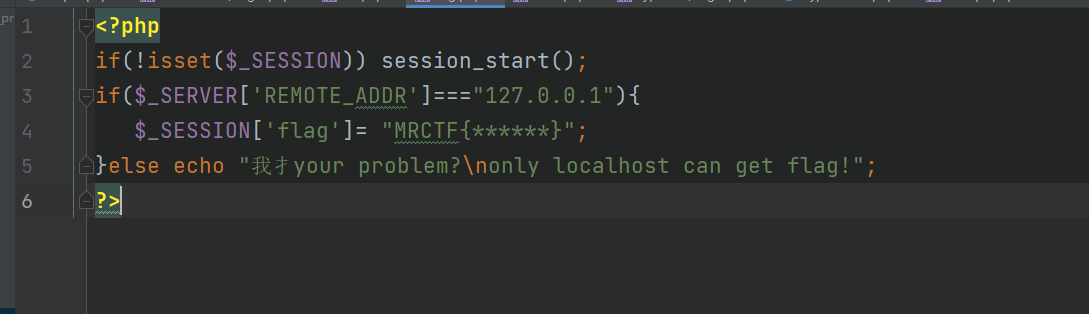 1 <?php
2 if(!isset($_SESSION)) session_start();
3 if($_SERVER['REMOTE_ADDR']==="127.0.0.1"){
4 $_SESSION['flag']= "MRCTF{******}";
5 }else echo "我扌your problem?\nonly localhost can get flag!";
6 ?>